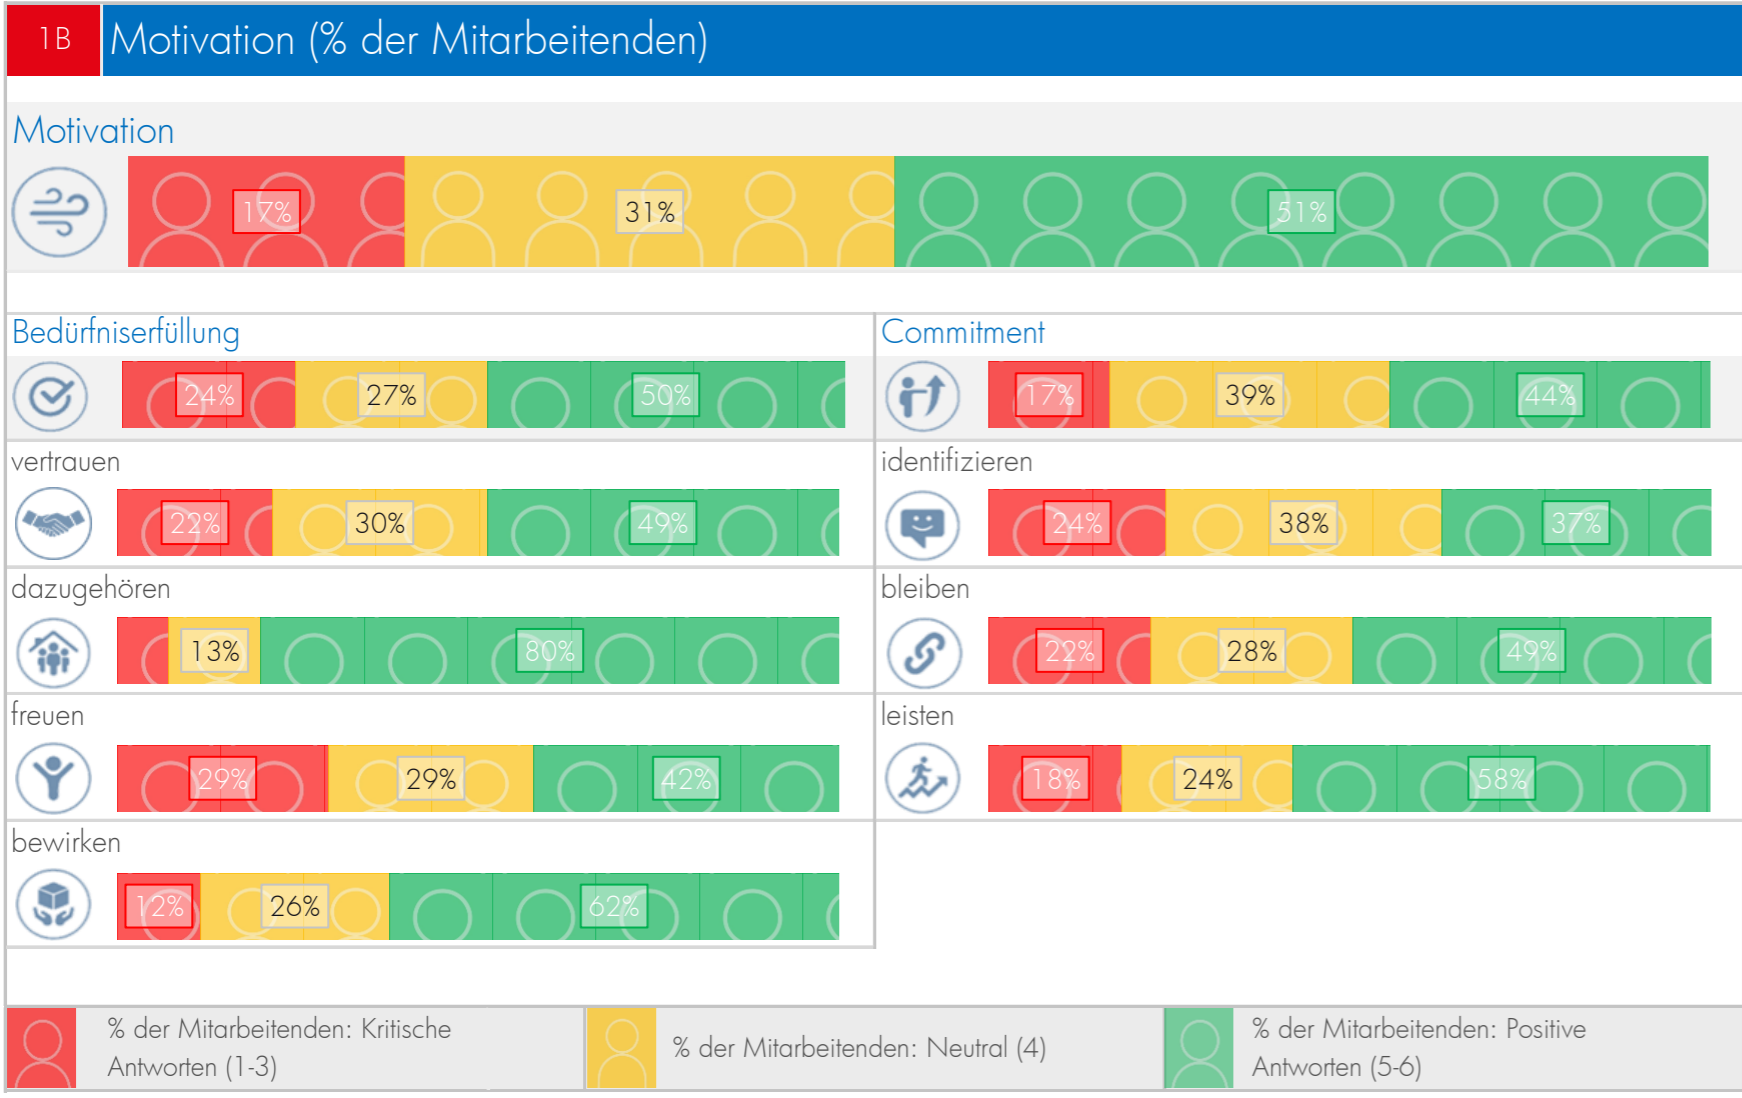 1B Motivation (% der Mitarbeitenden)
Motivation
17% 31% 51%
Bedürfniserfüllung
24% 27% 50%
Commitment
17% 39% 44%
vertrauen
22% 30% 49%
identifizieren
24% 38% 37%
dazugehören
13% 80%
bleiben
22% 28% 49%
freuen
29% 29% 42%
leisten
18% 24% 58%
bewirken
12% 26% 62%
% der Mitarbeitenden: Kritische
Antworten (1-3)
% der Mitarbeitenden: Neutral (4)
% der Mitarbeitenden: Positive
Antworten (5-6)